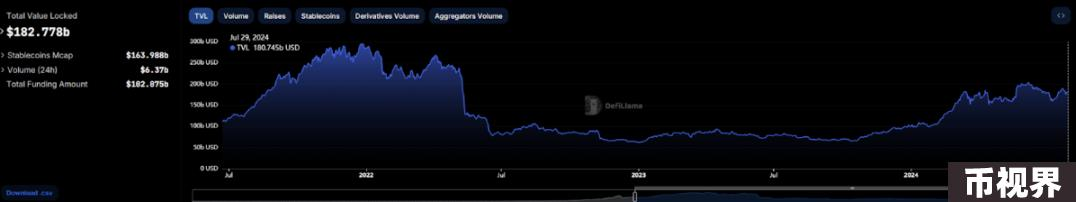 Total Value Locked
$182.778b
Stablecoins Mcap $163.988b
Volume (24h) $6.37b
Total Funding Amount $102.075b
Download .csv
TVL Volume Raises Stablecoins Derivatives Volume Aggregators Volume
Jul 29, 2024
TVL 180.745b USD
300b USD
250b USD
200b USD
150b USD
100b USD
50b USD
0 USD
DefiLlama
Jul 2022 Jul 2023 Jul 2024
币视界